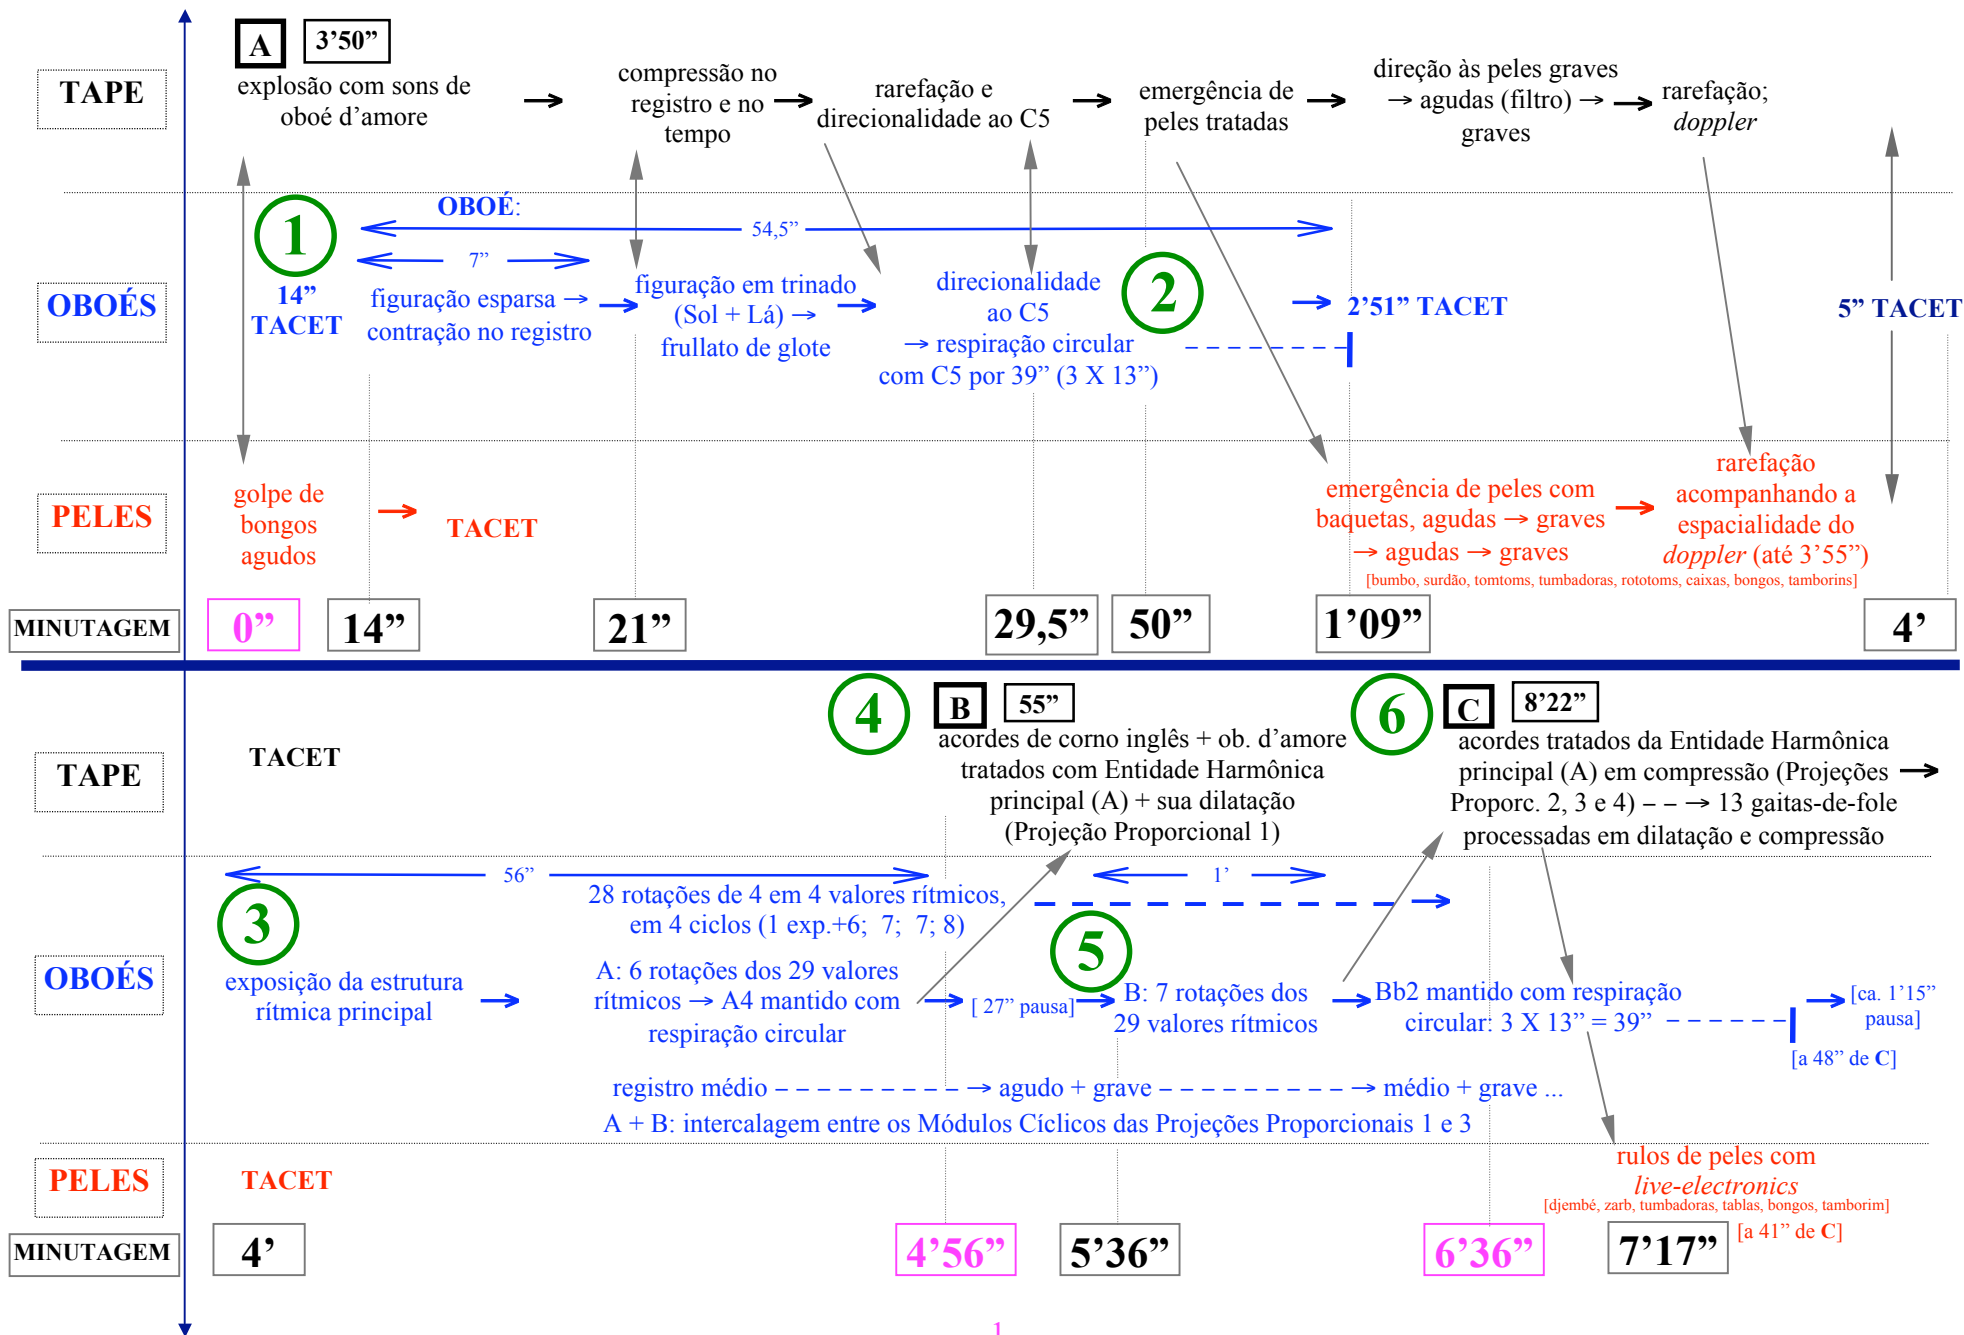 A 3’50”
TAPE
explosão com sons de
oboé d’amore
compressão no
registro e no
tempo
rarefação e
direcionalidade ao C5
emergência de
peles tratadas
direção às peles graves
→ agudas (filtro) →
graves
rarefação;
doppler
OBOÉS
1
14”
TACET
OBOÉ:
54,5”
7”
figuração esparsa →
contração no registro
figuração em trinado
(Sol + Lá) →
frullato de glote
direcionalidade
ao C5
→ respiração circular
com C5 por 39” (3 X 13”)
2
2’51” TACET
5” TACET
PELES
golpe de
bongos
agudos
TACET
emergência de peles com
baquetas, agudas → graves
→ agudas → graves
[bumbo, surdão, tomtoms, tumbadoras, rototoms, caixas, bongos, tamborins]
rarefação
acompanhando a
espacialidade do
doppler (até 3’55”)
MINUTAGEM
0” 14” 21” 29,5” 50” 1’09” 4’
TAPE
TACET
4
B 55”
acordes de corno inglês + ob. d’amore
tratados com Entidade Harmônica
principal (A) + sua dilatação
(Projeção Proporcional 1)
6
C 8’22”
acordes tratados da Entidade Harmônica
principal (A) em compressão (Projeções
Proporc. 2, 3 e 4) – – → 13 gaitas-de-fole
processadas em dilatação e compressão
OBOÉS
56”
3
exposição da estrutura
rítmica principal
28 rotações de 4 em 4 valores rítmicos,
em 4 ciclos (1 exp.+6; 7; 7; 8)
A: 6 rotações dos 29 valores
rítmicos → A4 mantido com
respiração circular
[ 27” pausa]
1’
5
B: 7 rotações dos
29 valores rítmicos
Bb2 mantido com respiração
circular: 3 X 13” = 39”
[a 48” de C]
[ca. 1’15”
pausa]
registro médio – – – – – – – – → agudo + grave – – – – – – – – → médio + grave ...
A + B: intercalagem entre os Módulos Cíclicos das Projeções Proporcionais 1 e 3
PELES
TACET
rulos de peles com
live-electronics
[djembé, zarb, tumbadoras, tablas, bongos, tamborim]
[a 41” de C]
MINUTAGEM
4’ 4’56” 5’36” 6’36” 7’17”
1